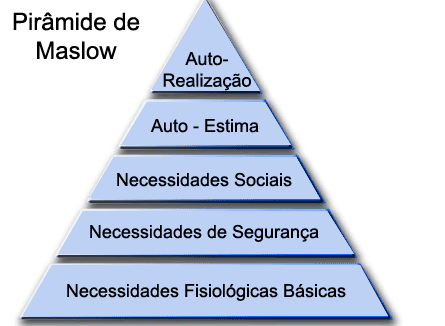 Pirâmide de
Maslow
Auto-
Realização
Auto - Estima
Necessidades Sociais
Necessidades de Segurança
Necessidades Fisiológicas Básicas